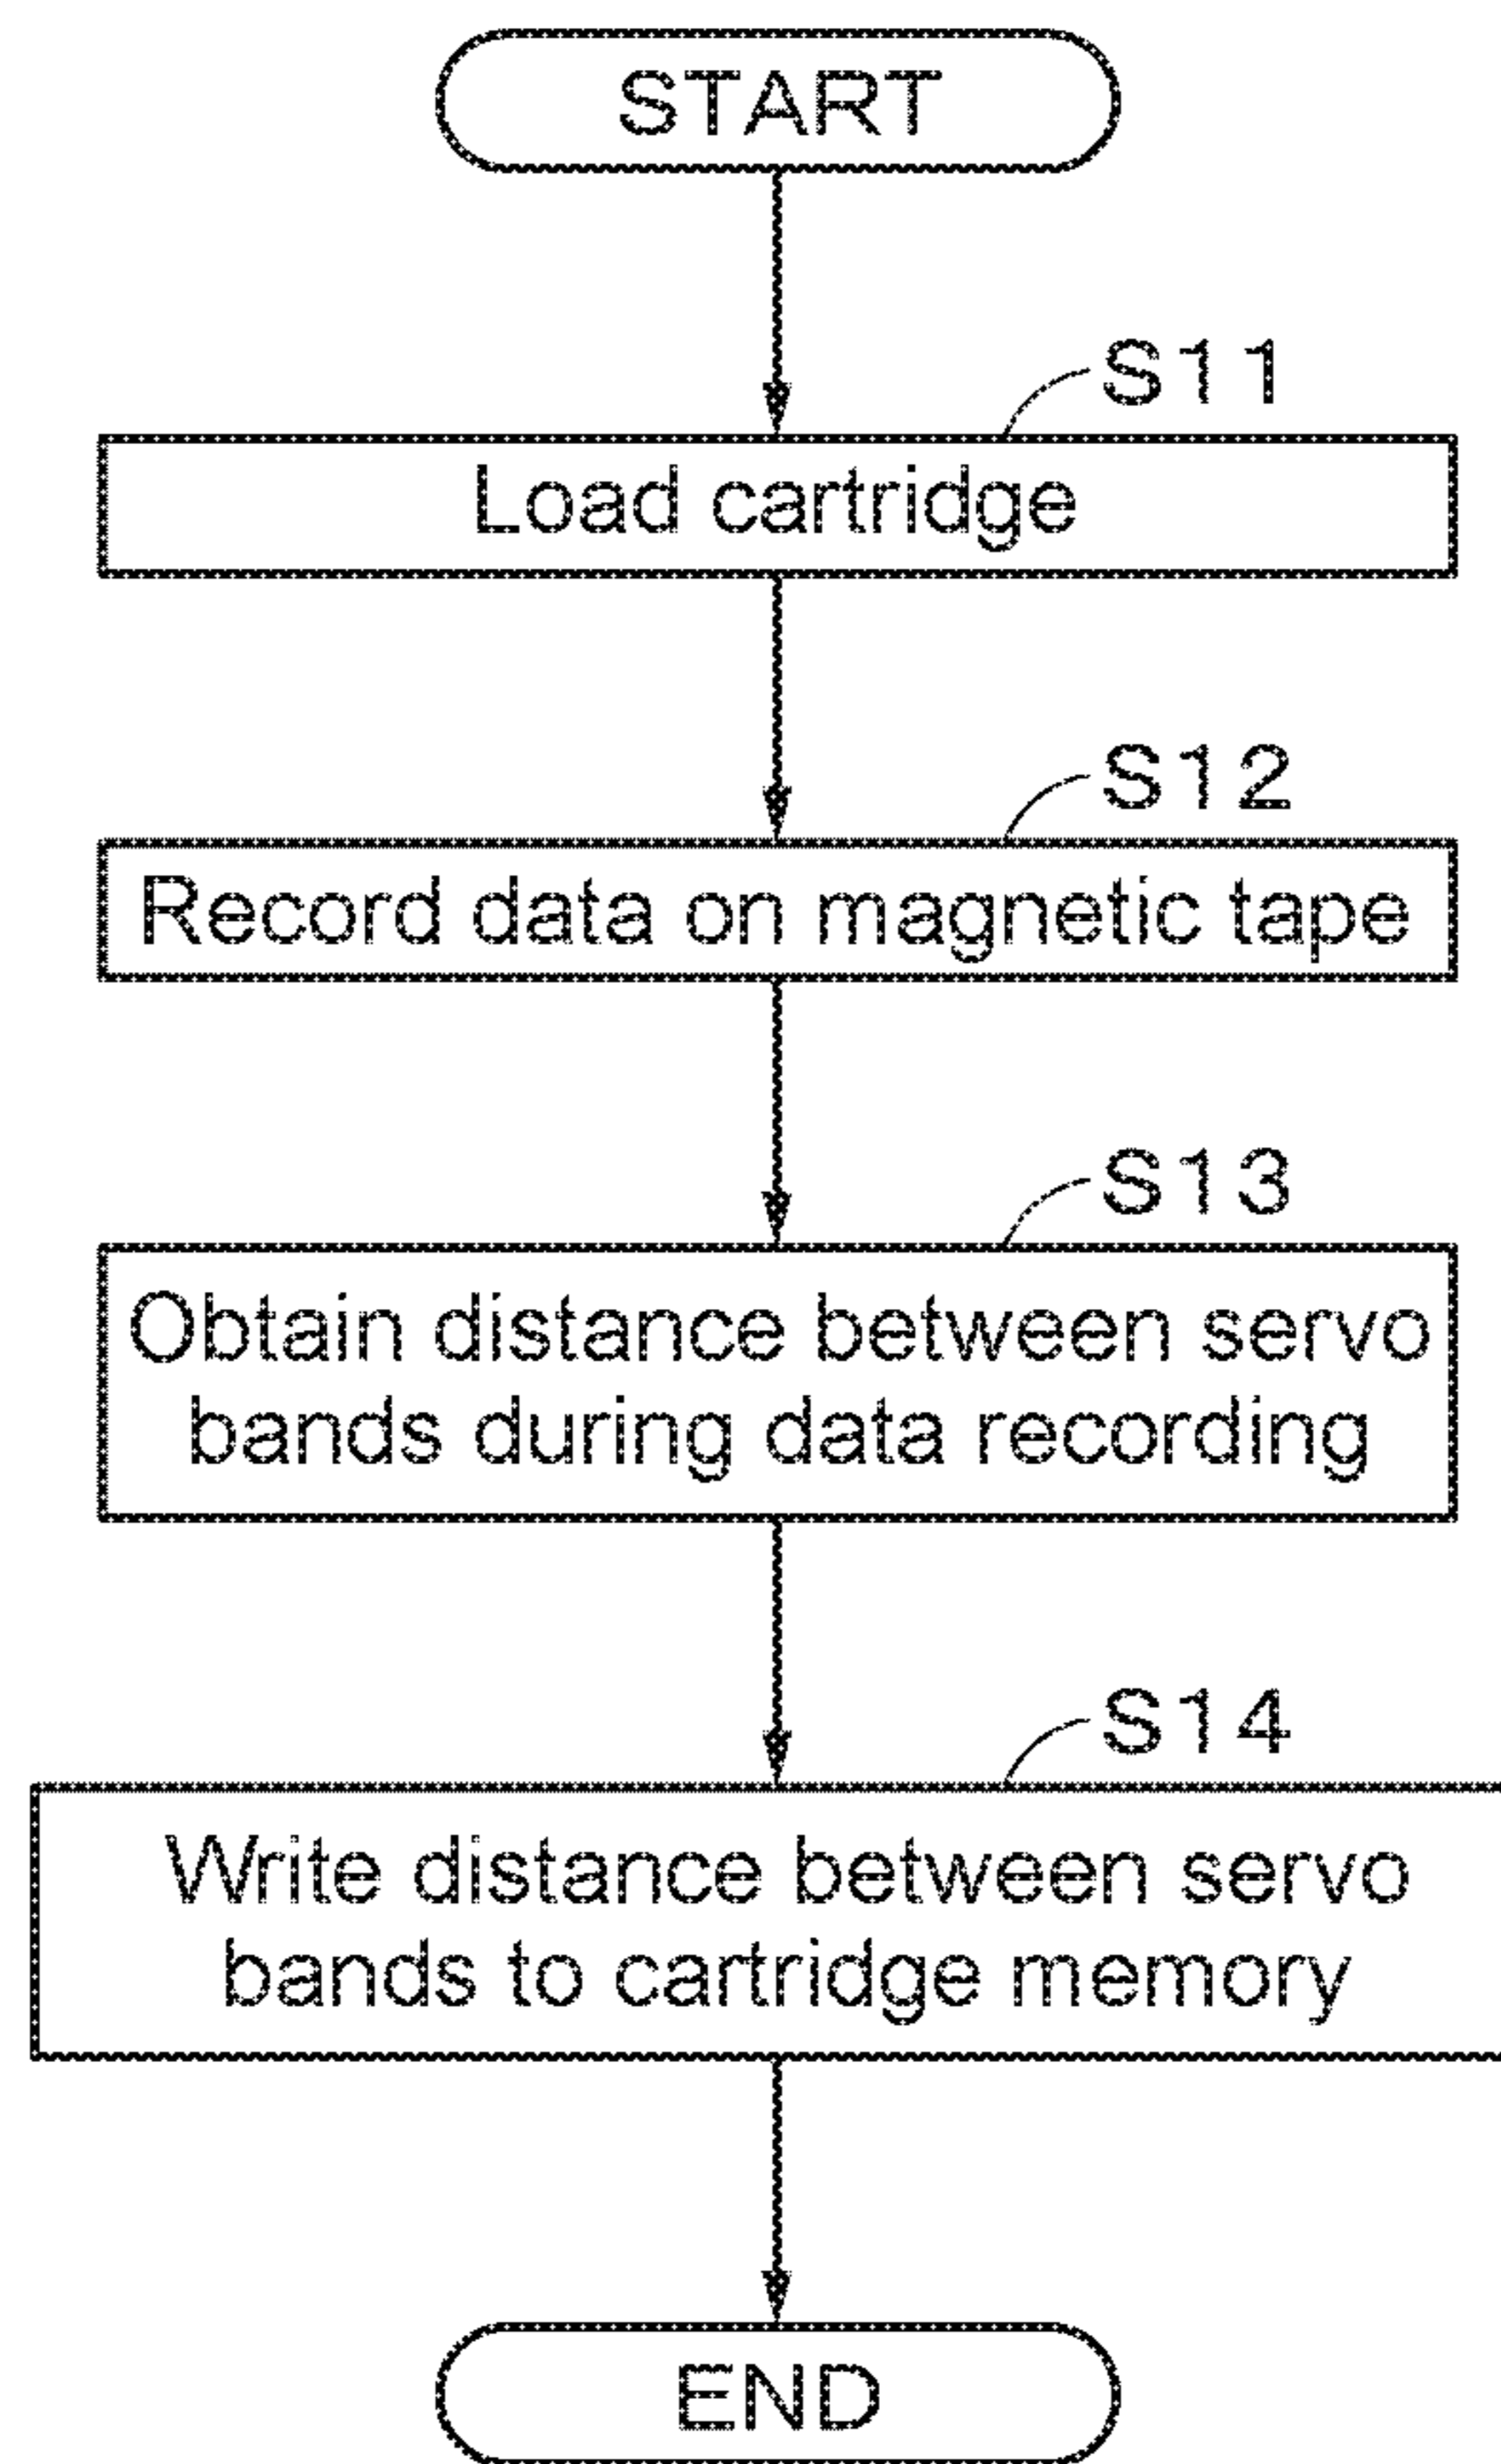 START
S11
Load cartridge
S12
Record data on magnetic tape
S13
Obtain distance between servo
bands during data recording
S14
Write distance between servo
bands to cartridge memory
END